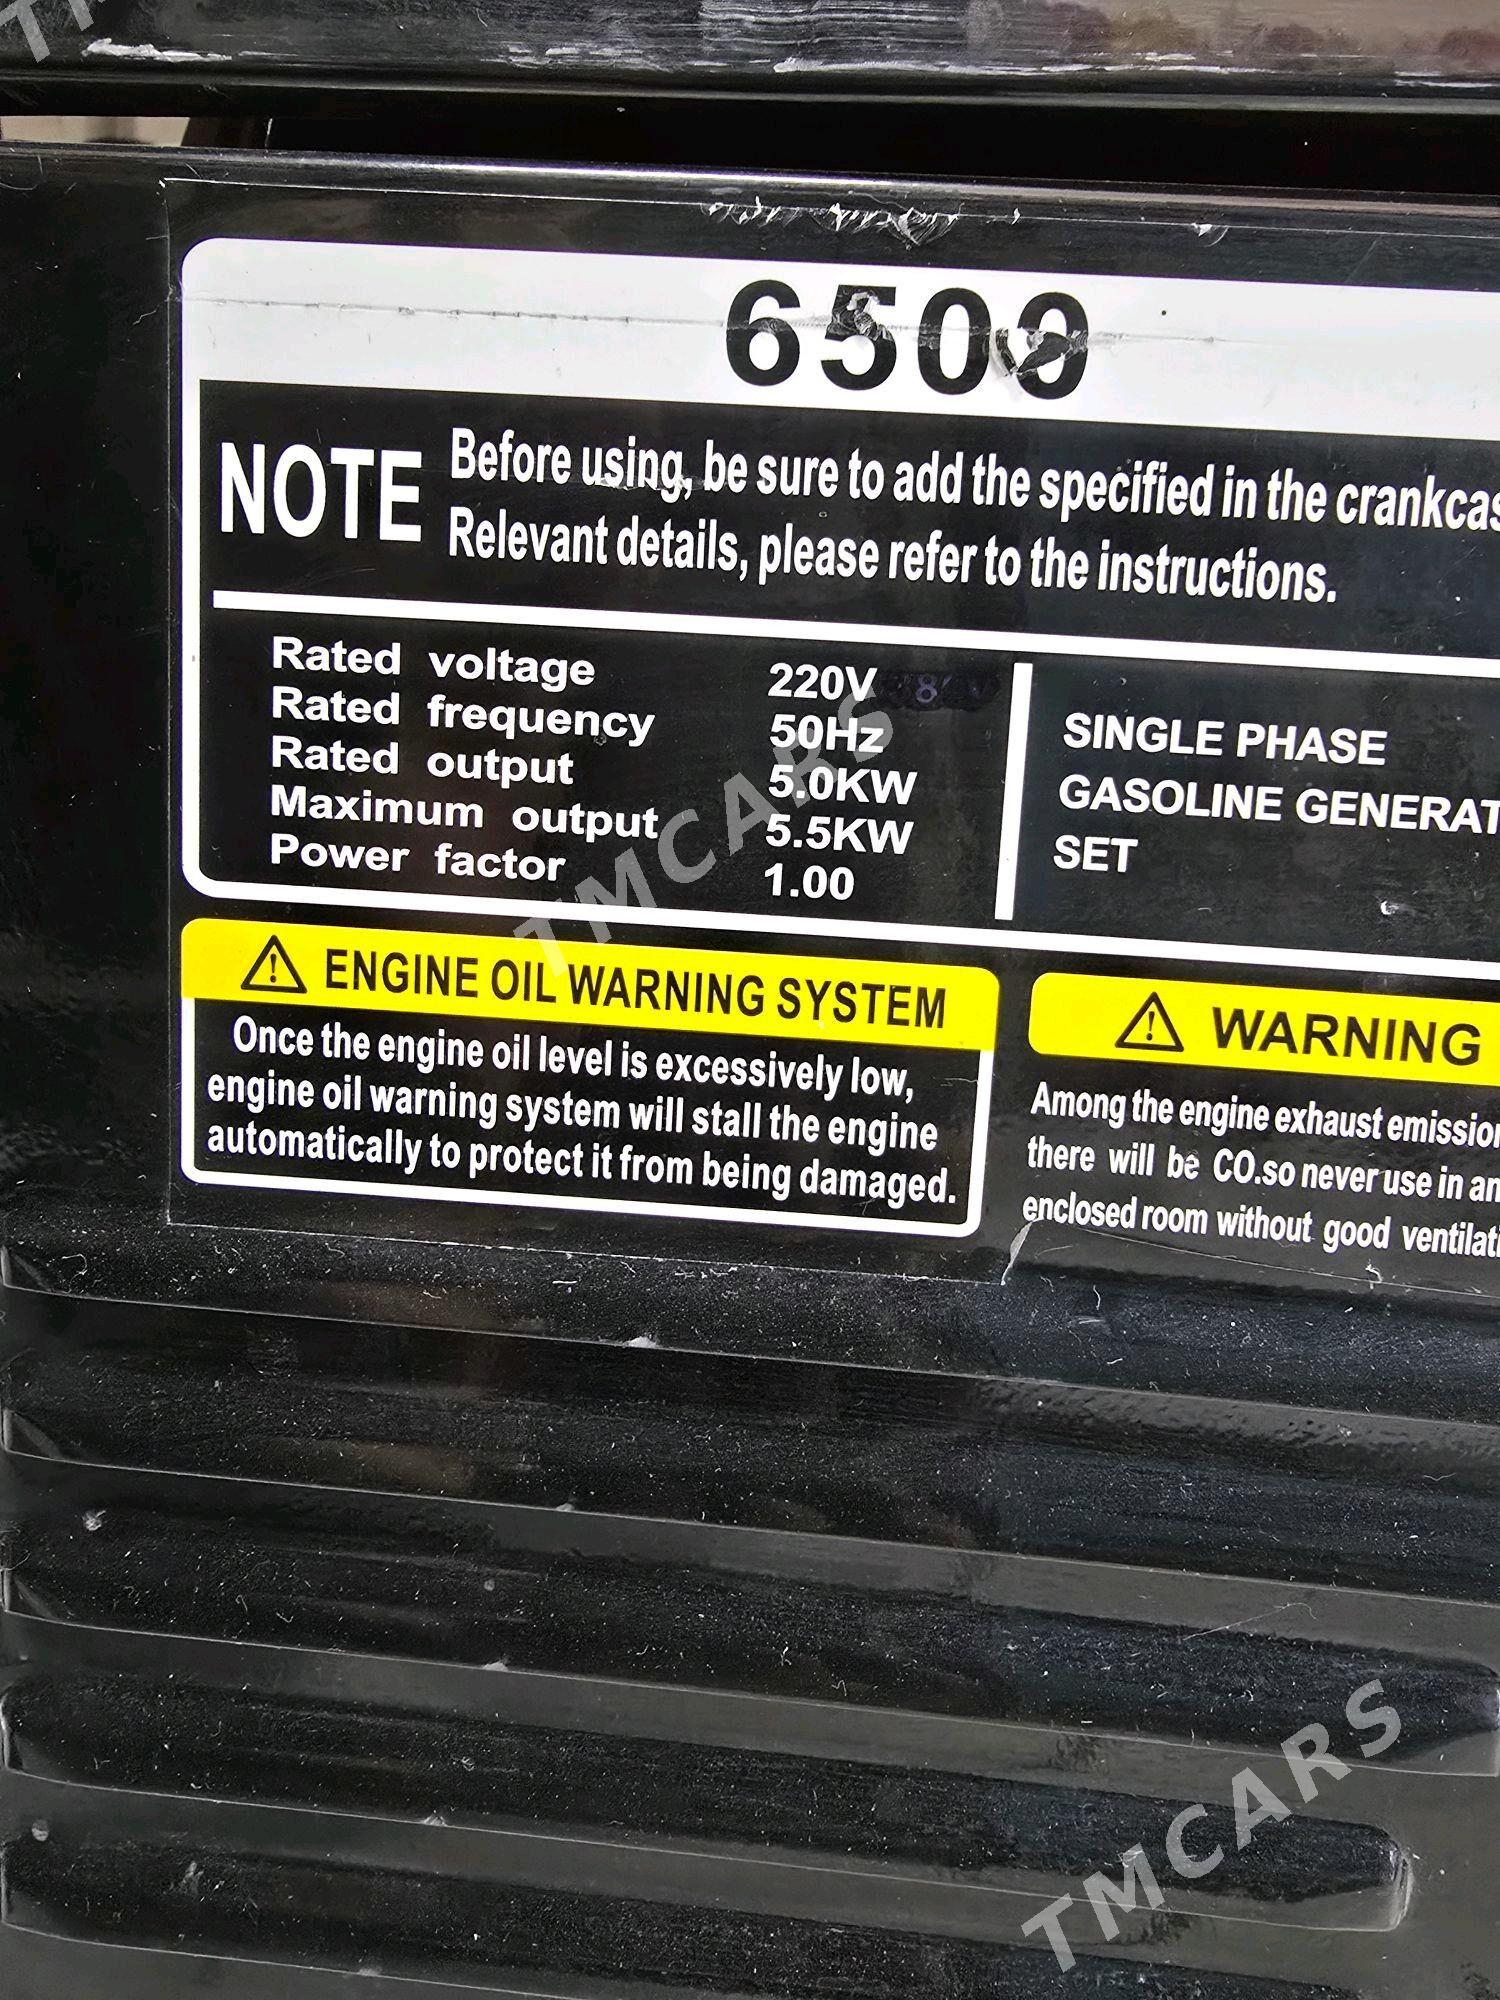 6500
NOTE
Before using, be sure to add the specified in the crankcas
Relevant details, please refer to the instructions.
Rated voltage 220V
Rated frequency 50Hz
Rated output 5.0KW
Maximum output 5.5KW
Power factor 1.00
SINGLE PHASE
GASOLINE GENERAT
SET
ENGINE OIL WARNING SYSTEM
Once the engine oil level is excessively low,
engine oil warning system will stall the engine
automatically to protect it from being damaged.
WARNING
Among the engine exhaust emission
there will be CO.so never use in an
enclosed room without good ventilati
TMCARS
TMCARS